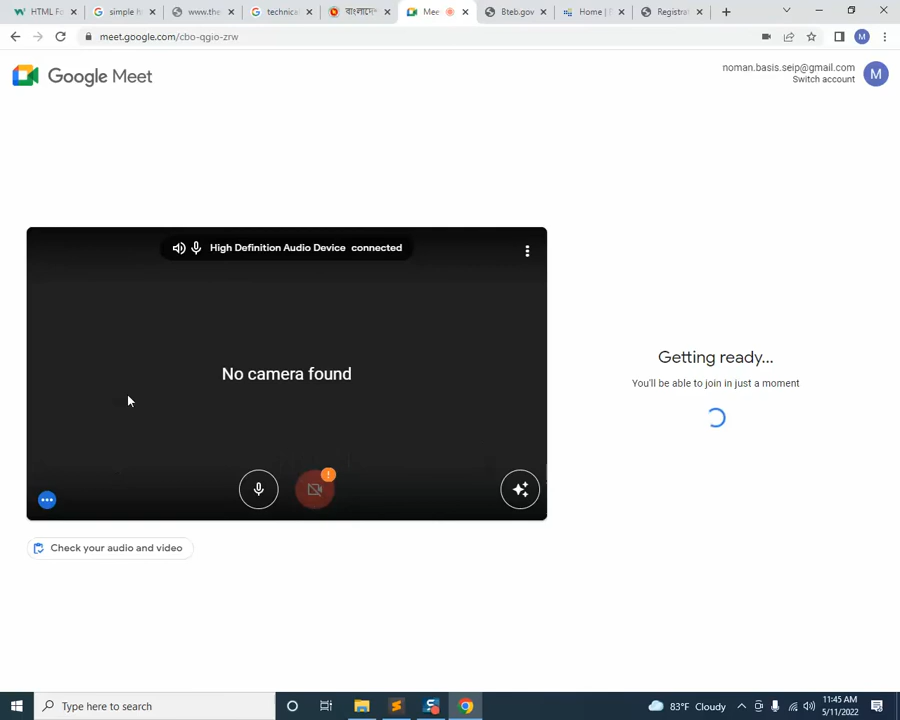 HTML Fo
simple h
www.the
technica
বাংলাদে
Mee
Bteb.gov
Home |
Registra
meet.google.com/cbo-qgio-zrw
M
Google Meet
noman.basis.seip@gmail.com
Switch account
M
High Definition Audio Device connected
No camera found
Getting ready...
You'll be able to join in just a moment
Check your audio and video
Type here to search
83°F Cloudy
11:45 AM
5/11/2022